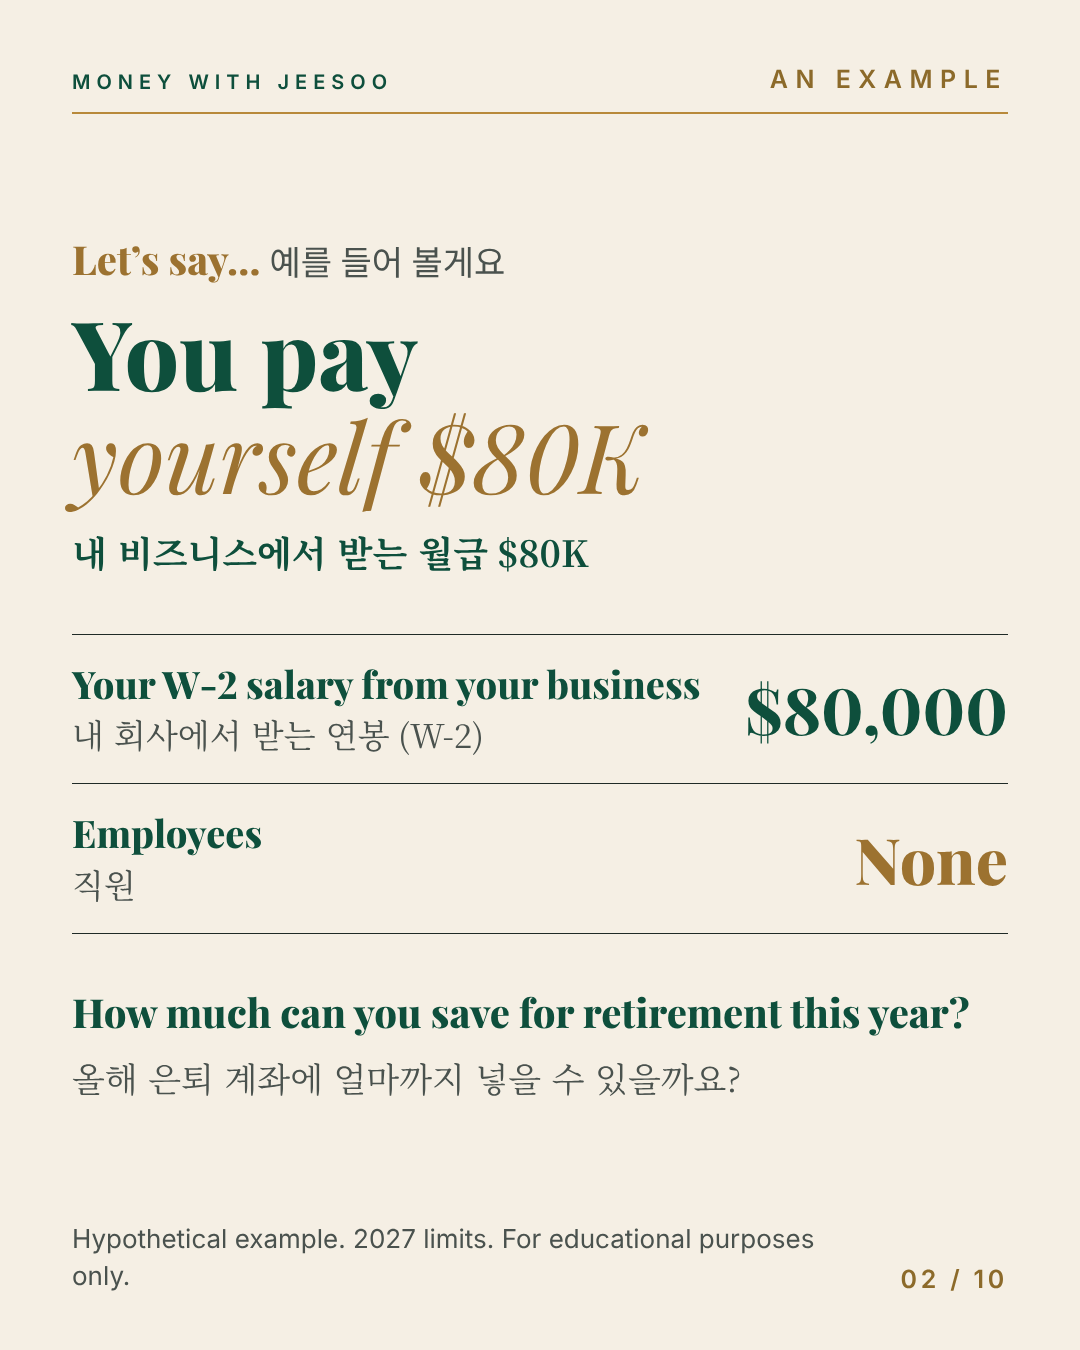 MONEY WITH JEESOO
AN EXAMPLE
Let’s say... 예를 들어 볼게요
You pay
yourself $80K
내 비즈니스에서 받는 월급 $80K
Your W-2 salary from your business
내 회사에서 받는 연봉 (W-2)
$80,000
Employees
직원
None
How much can you save for retirement this year?
올해 은퇴 계좌에 얼마까지 넣을 수 있을까요?
Hypothetical example. 2027 limits. For educational purposes
only.
02 / 10